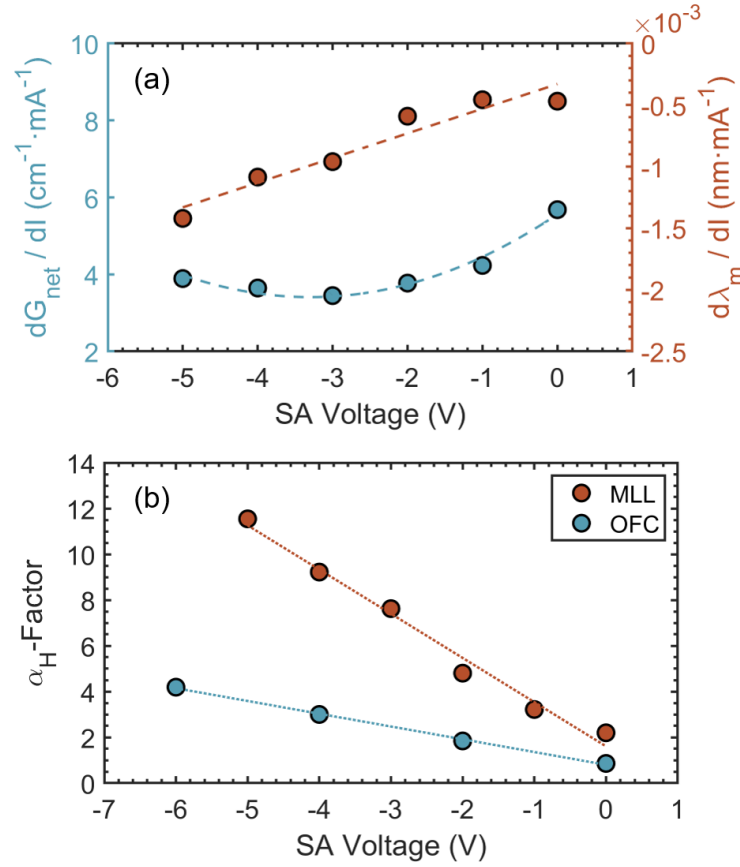 ×10⁻³
(a)
10
8
6
4
2
dG_net / dI (cm⁻¹·mA⁻¹)
0
-0.5
-1
-1.5
-2
-2.5
dλ_m / dI (nm·mA⁻¹)
-6 -5 -4 -3 -2 -1 0 1
SA Voltage (V)
(b)
MLL
OFC
14
12
10
8
6
4
2
0
α_H-Factor
-7 -6 -5 -4 -3 -2 -1 0 1
SA Voltage (V)